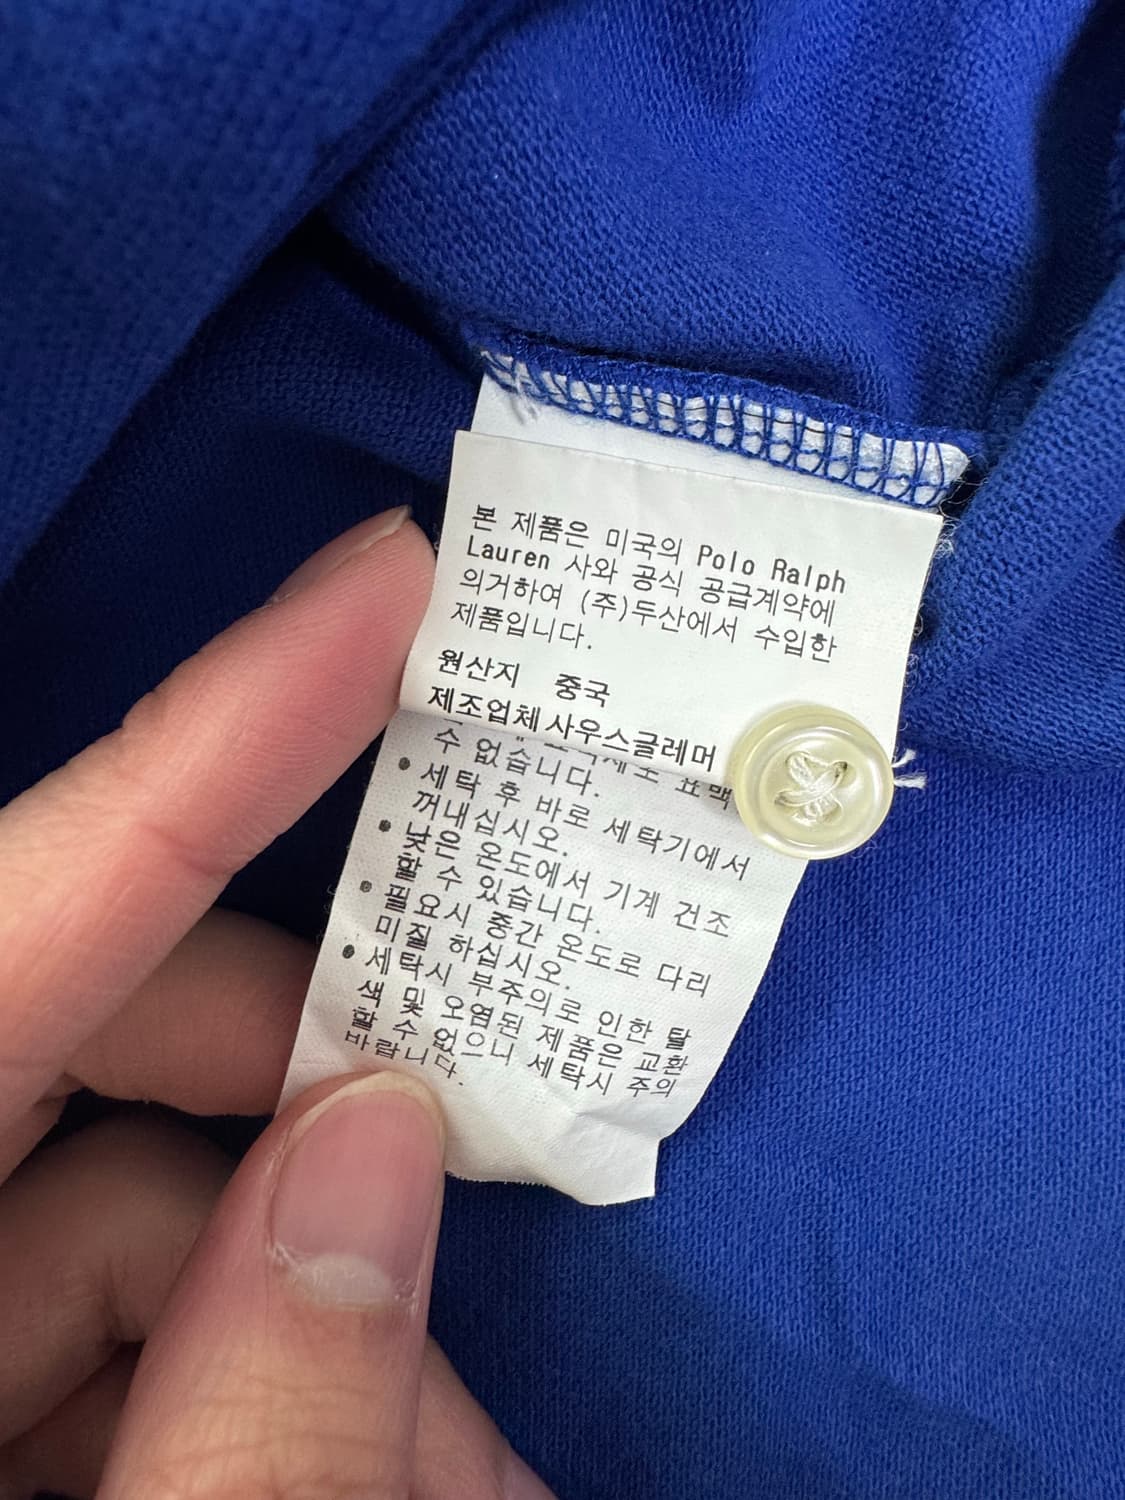 본 제품은 미국의 Polo Ralph
Lauren 사와 공식 공급계약에
의거하여 (주)두산에서 수입한
제품입니다.
원산지 중국
제조업체 사우스글레머
표백
수 없습니다.
• 세탁 후 바로 세탁기에서
꺼내십시오.
• 낮은 온도에서 기계 건조
할 수 있습니다.
• 필요시 중간 온도로 다리
미질 하십시오.
• 세탁시 부주의로 인한 탈
색 및 오염된 제품은 교환
할 수 없으니 세탁시 주의
바랍니다.